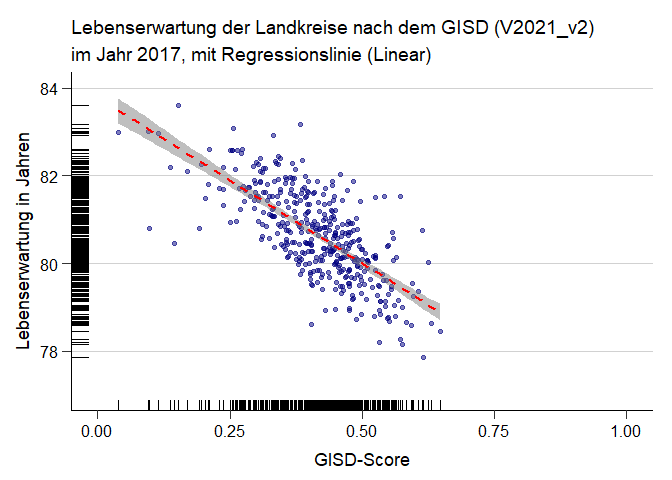 Lebenserwartung der Landkreise nach dem GISD (V2021_v2)
im Jahr 2017, mit Regressionslinie (Linear)
Lebenserwartung in Jahren
84
82
80
78
0.00 0.25 0.50 0.75 1.00
GISD-Score